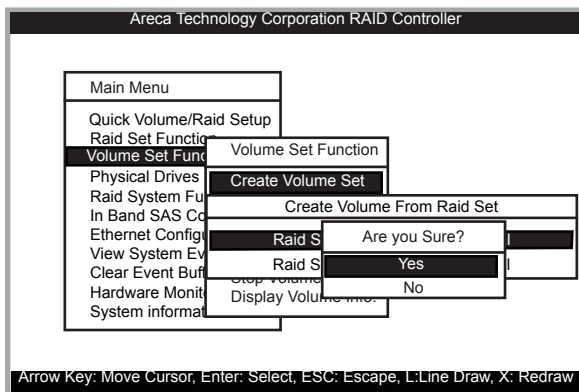 Areca Technology Corporation RAID Controller
Main Menu
Quick Volume/Raid Setup
Raid Set Function
Volume Set Func
Physical Drives
Raid System Fu
In Band SAS Co
Ethernet Configu
View System Ev
Clear Event Buff
Hardware Monit
System informat
Volume Set Function
Create Volume Set
Stop Volume
Display Volume Info.
Create Volume From Raid Set
Raid S
Raid S
Are you Sure?
Yes
No
Arrow Key: Move Cursor, Enter: Select, ESC: Escape, L:Line Draw, X: Redraw